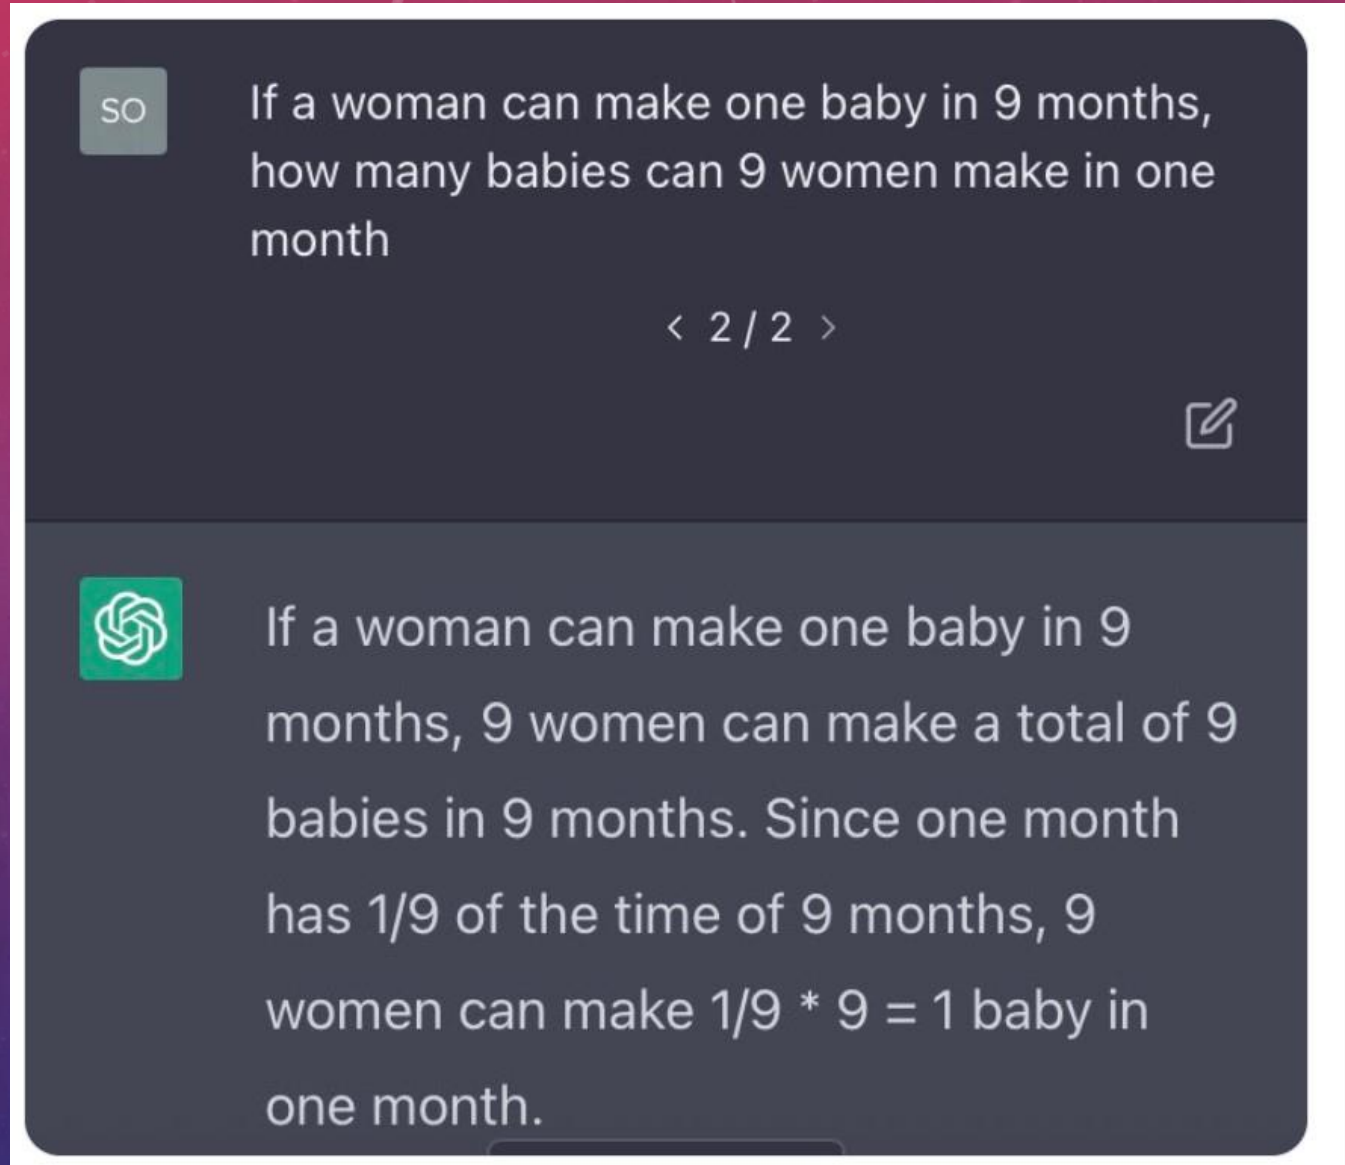 SO
If a woman can make one baby in 9 months,
how many babies can 9 women make in one
month
< 2 / 2 >
If a woman can make one baby in 9
months, 9 women can make a total of 9
babies in 9 months. Since one month
has 1/9 of the time of 9 months, 9
women can make 1/9 * 9 = 1 baby in
one month.